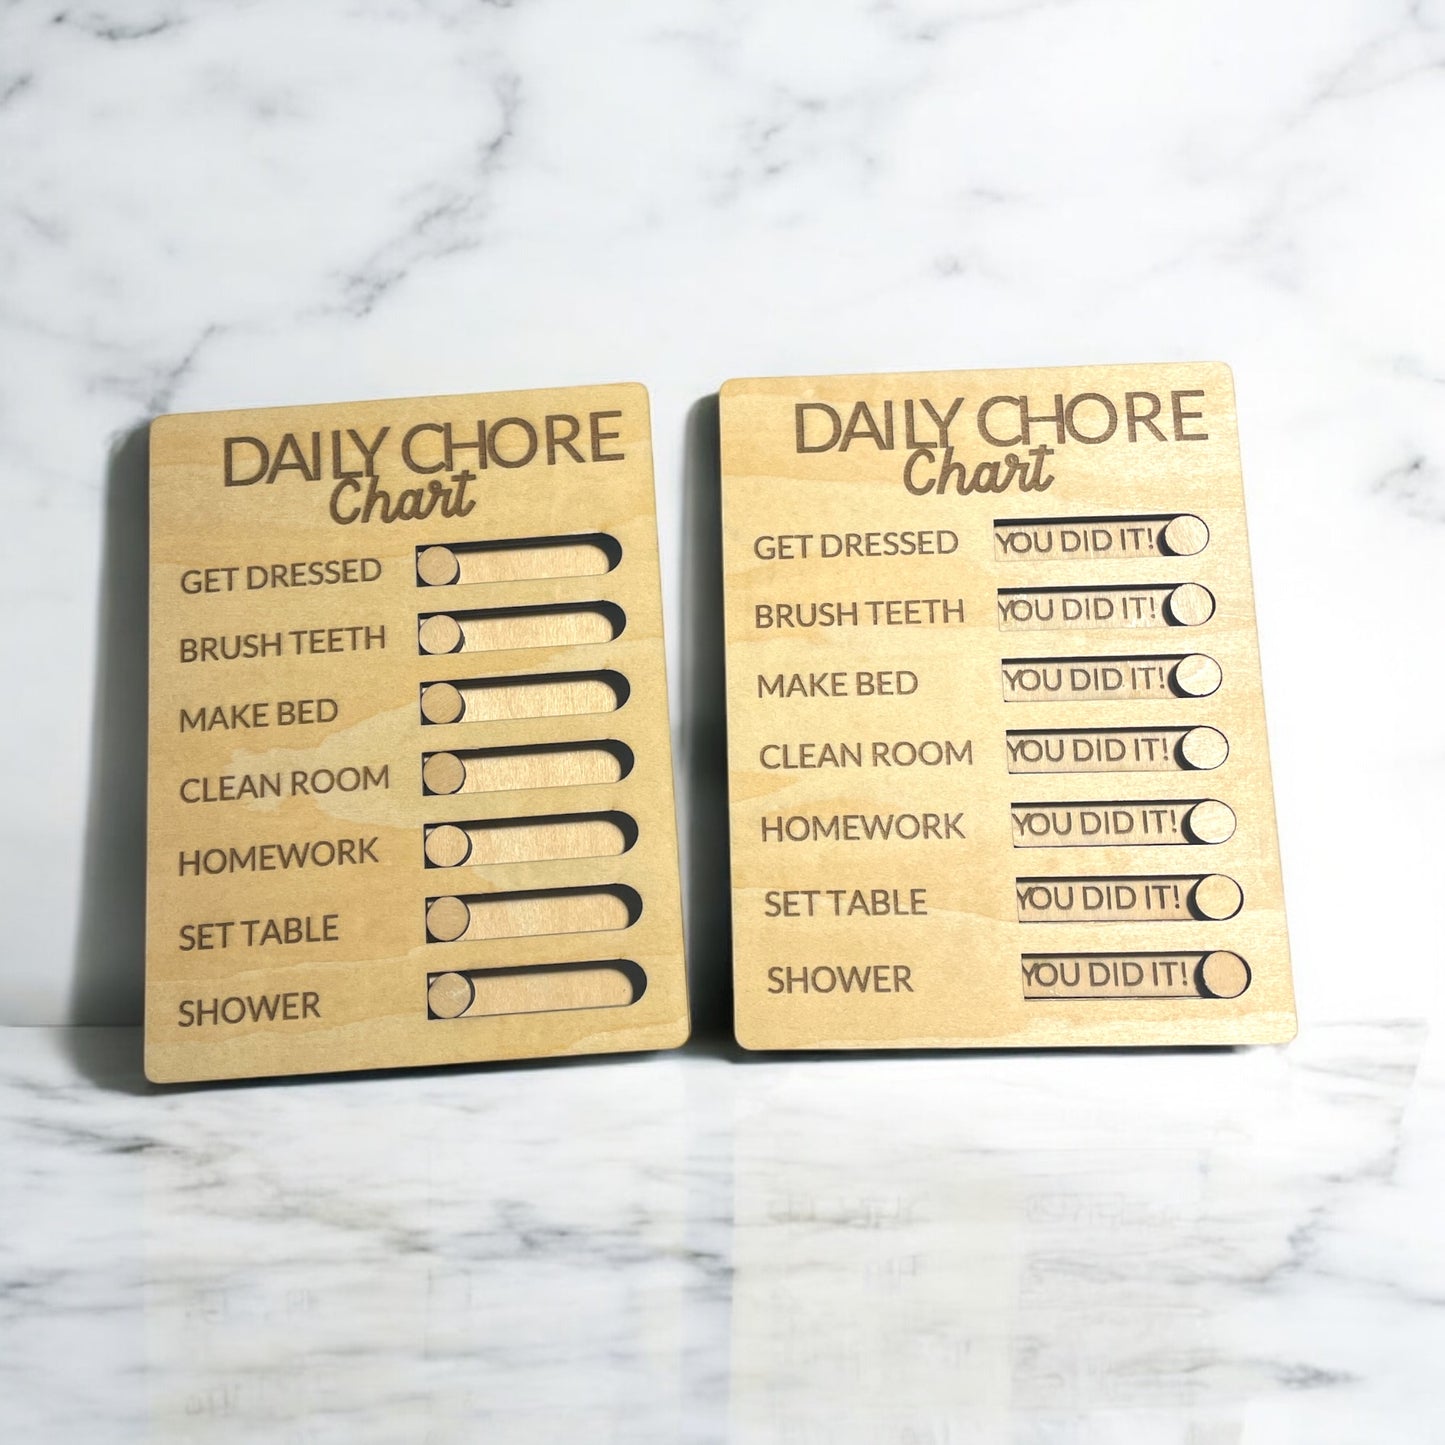 DAILY CHORE
Chart
GET DRESSED
BRUSH TEETH
MAKE BED
CLEAN ROOM
HOMEWORK
SET TABLE
SHOWER
DAILY CHORE
Chart
GET DRESSED YOU DID IT!
BRUSH TEETH YOU DID IT!
MAKE BED YOU DID IT!
CLEAN ROOM YOU DID IT!
HOMEWORK YOU DID IT!
SET TABLE YOU DID IT!
SHOWER YOU DID IT!